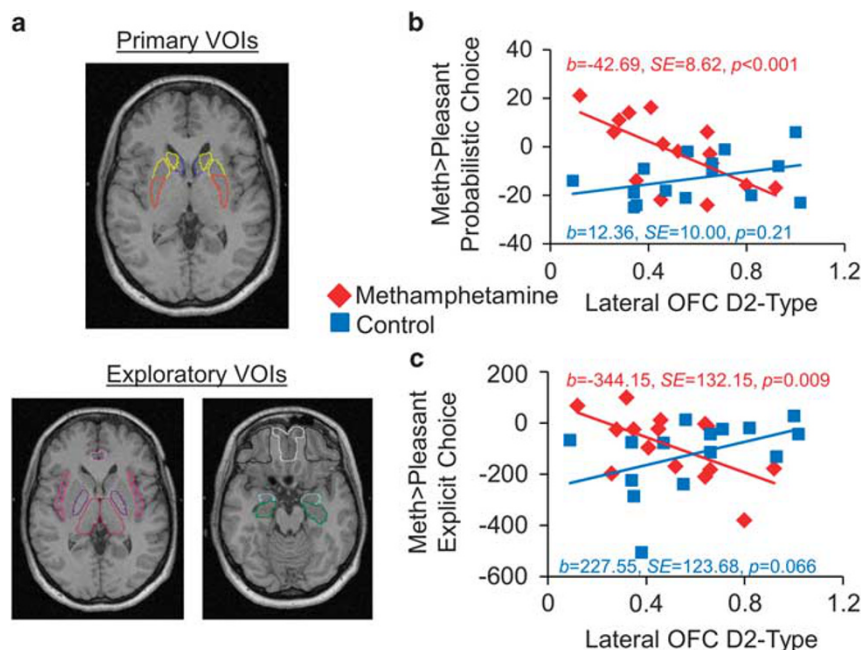 a
Primary VOIs
Exploratory VOIs
Methamphetamine
Control
b
Meth>Pleasant
Probabilistic Choice
40
20
0
-20
-40
b=-42.69, SE=8.62, p<0.001
b=12.36, SE=10.00, p=0.21
0 0.4 0.8 1.2
Lateral OFC D2-Type
c
Meth>Pleasant
Explicit Choice
200
0
-200
-400
-600
b=-344.15, SE=132.15, p=0.009
b=227.55, SE=123.68, p=0.066
0 0.4 0.8 1.2
Lateral OFC D2-Type